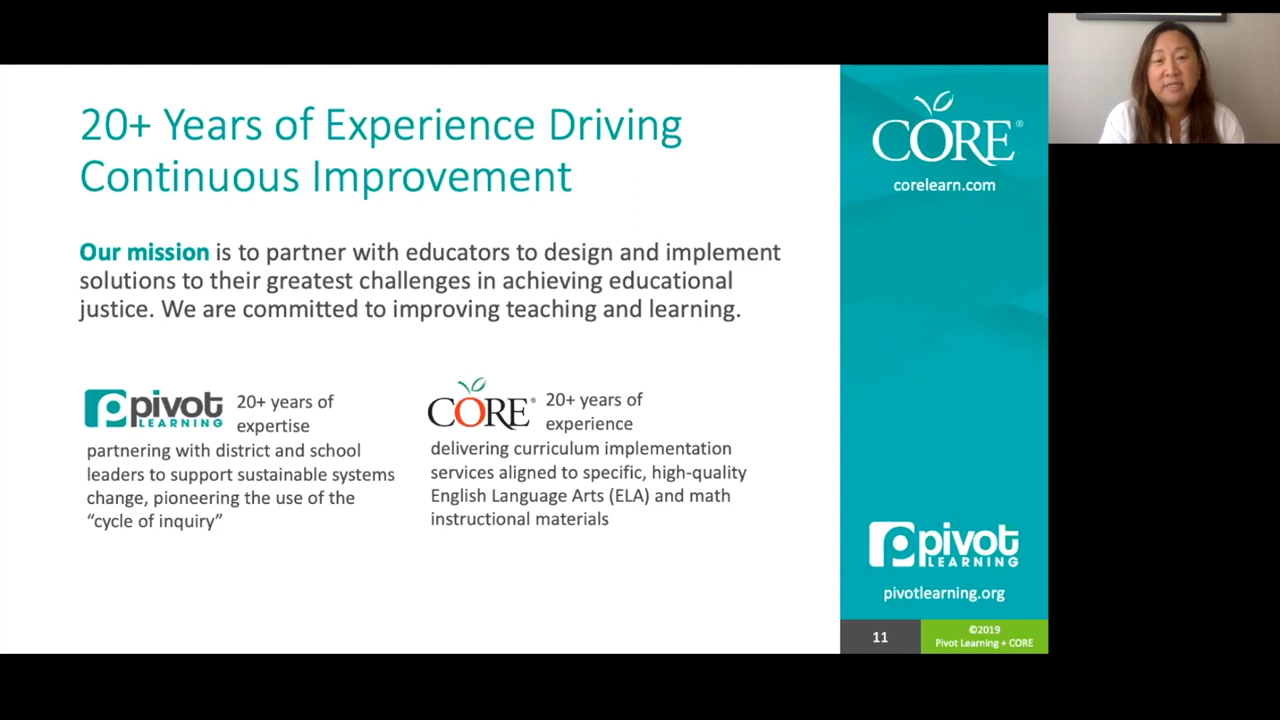 20+ Years of Experience Driving
Continuous Improvement
Our mission is to partner with educators to design and implement
solutions to their greatest challenges in achieving educational
justice. We are committed to improving teaching and learning.
pivot
LEARNING
20+ years of
expertise
partnering with district and school
leaders to support sustainable systems
change, pioneering the use of the
“cycle of inquiry”
CORE®
20+ years of
experience
delivering curriculum implementation
services aligned to specific, high-quality
English Language Arts (ELA) and math
instructional materials
CORE®
corelearn.com
pivot
LEARNING
pivotlearning.org
11
©2019
Pivot Learning + CORE